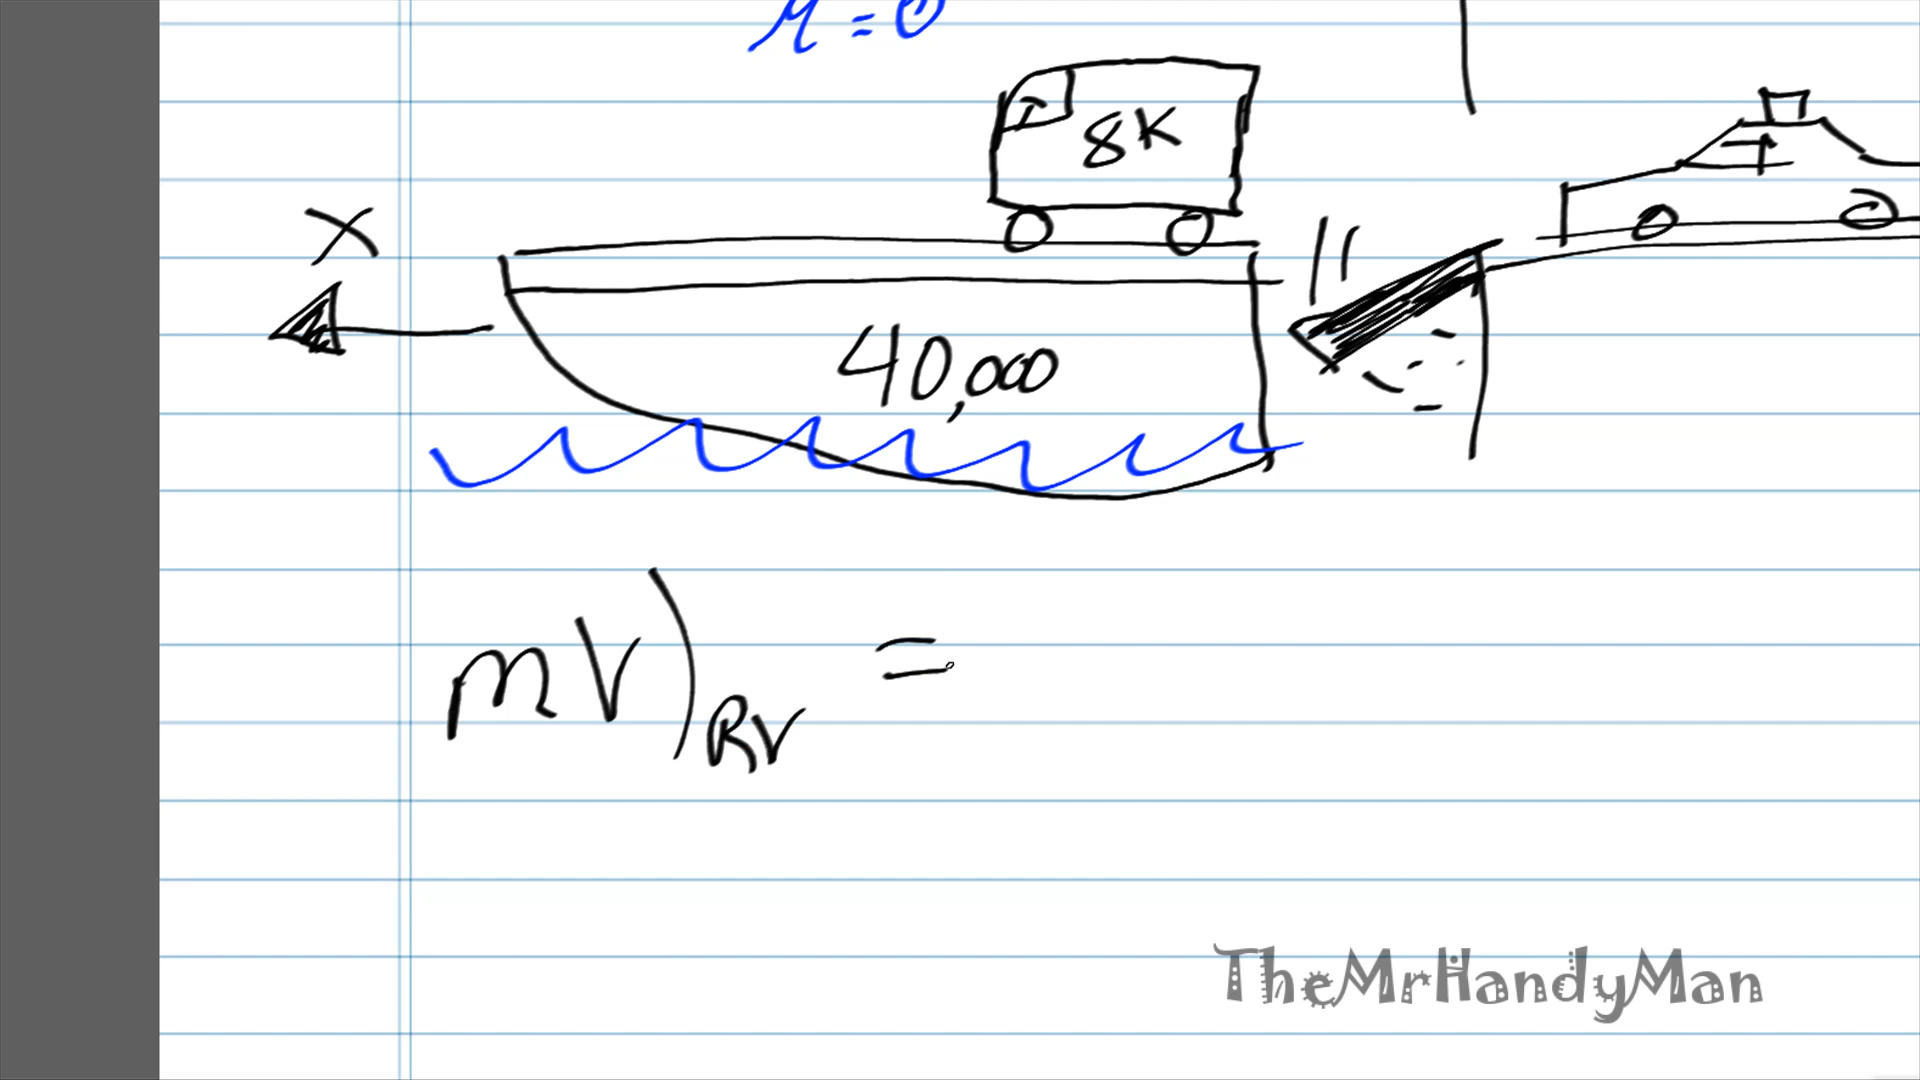 8K
X
40,000
mV)RV =
TheMrHandyMan